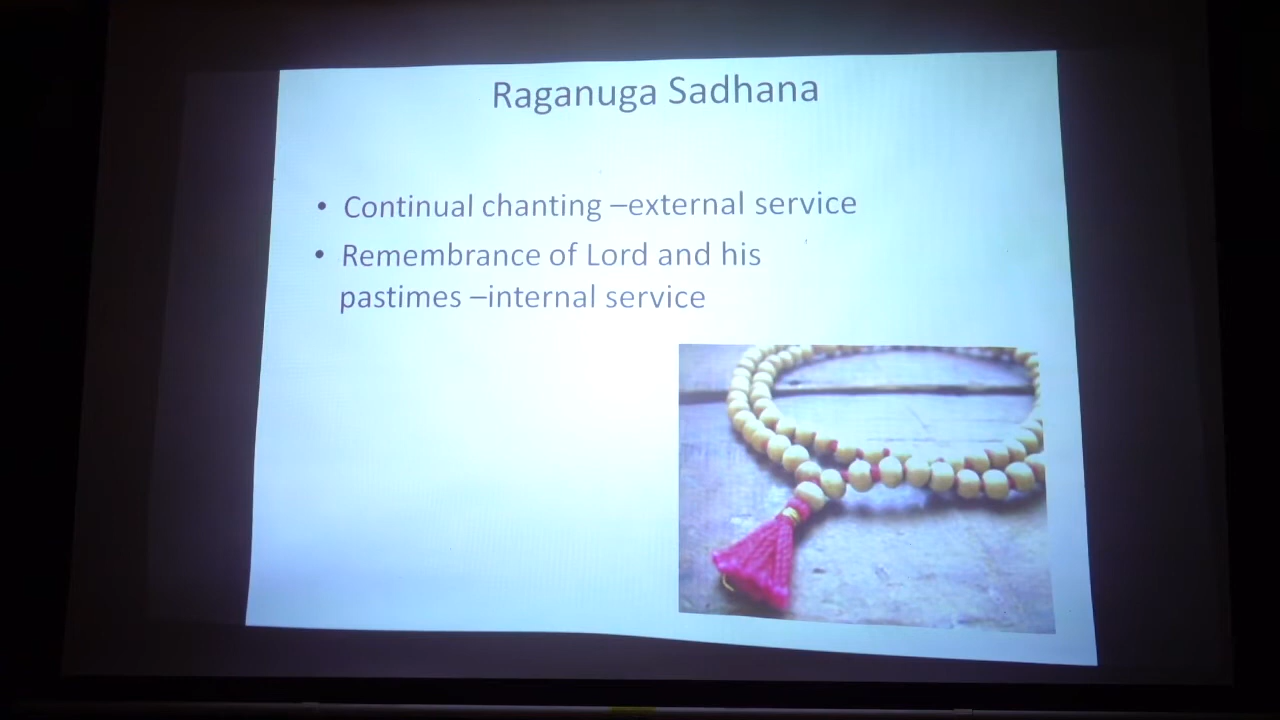 Raganuga Sadhana
• Continual chanting –external service
• Remembrance of Lord and his
pastimes –internal service